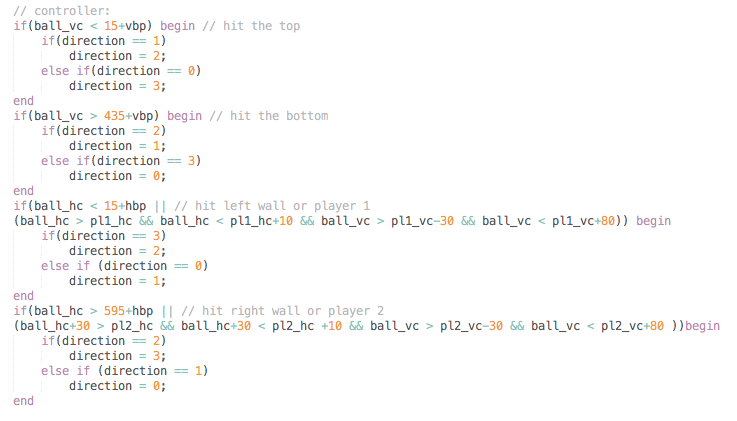 // controller:
if(ball_vc < 15+vbp) begin // hit the top
    if(direction == 1)
        direction = 2;
    else if(direction == 0)
        direction = 3;
end
if(ball_vc > 435+vbp) begin // hit the bottom
    if(direction == 2)
        direction = 1;
    else if(direction == 3)
        direction = 0;
end
if(ball_hc < 15+hbp || // hit left wall or player 1
(ball_hc > pl1_hc && ball_hc < pl1_hc+10 && ball_vc > pl1_vc-30 && ball_vc < pl1_vc+80)) begin
    if(direction == 3)
        direction = 2;
    else if (direction == 0)
        direction = 1;
end
if(ball_hc > 595+hbp || // hit right wall or player 2
(ball_hc+30 > pl2_hc && ball_hc+30 < pl2_hc +10 && ball_vc > pl2_vc-30 && ball_vc < pl2_vc+80 ))begin
    if(direction == 2)
        direction = 3;
    else if (direction == 1)
        direction = 0;
end